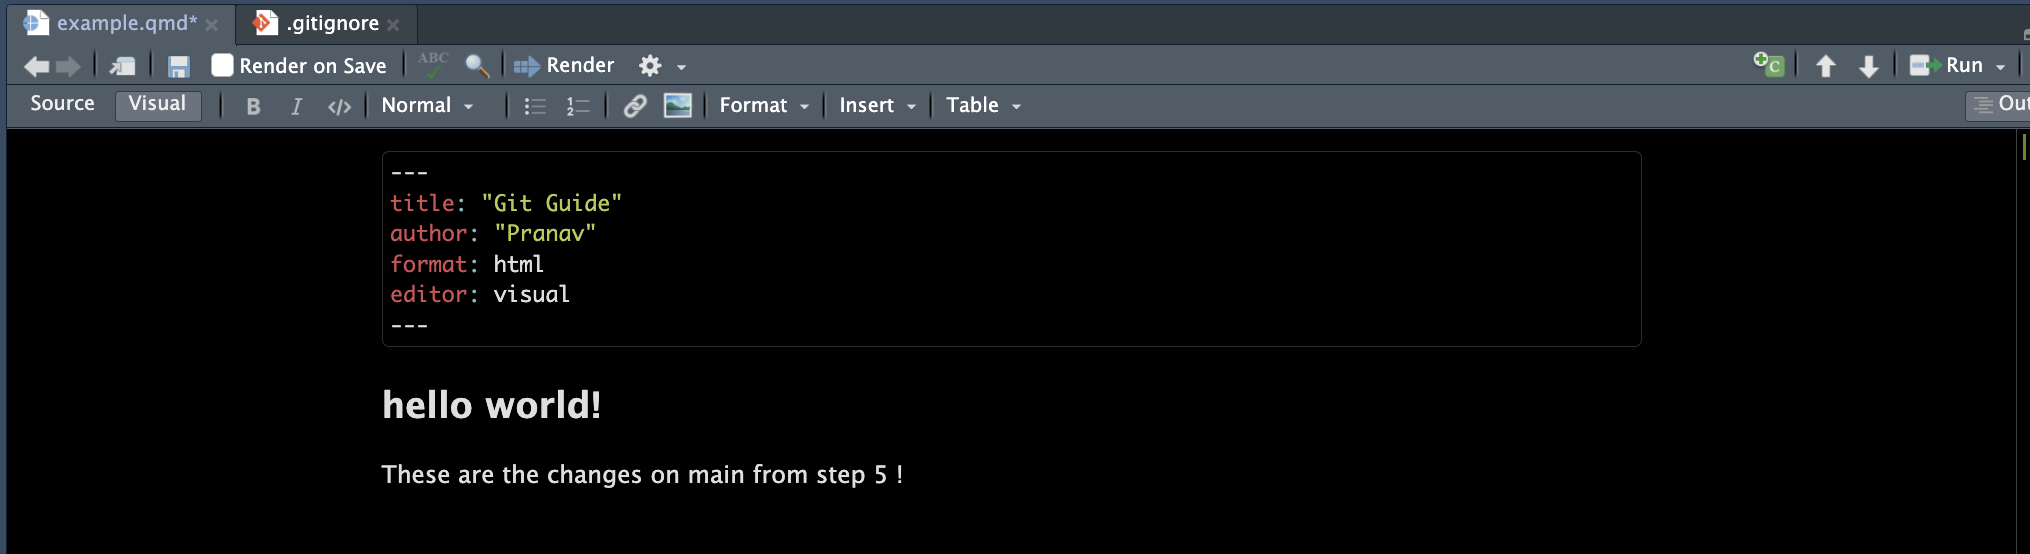 example.qmd* .gitignore
Render on Save ABC Render Run
Source Visual B I </> Normal Format Insert Table Out
---
title: "Git Guide"
author: "Pranav"
format: html
editor: visual
---
hello world!
These are the changes on main from step 5 !